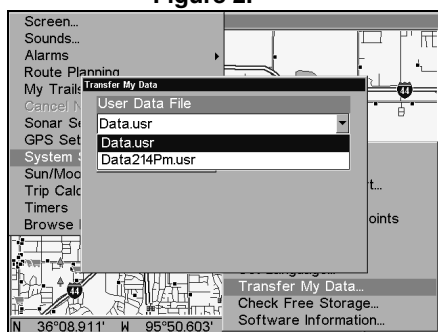 Figure 2.
Screen...
Sounds...
Alarms
Route Planning
My Trails
Cancel
Sonar
GPS
System
Sun/Moo
Trip Calc
Timers
Browse
Transfer My Data
User Data File
Data.usr
Data.usr
Data214Pm.usr
44
t...
oints
44
Transfer My Data...
Check Free Storage...
Software Information...
N 36°08.911' W 95°50.603'